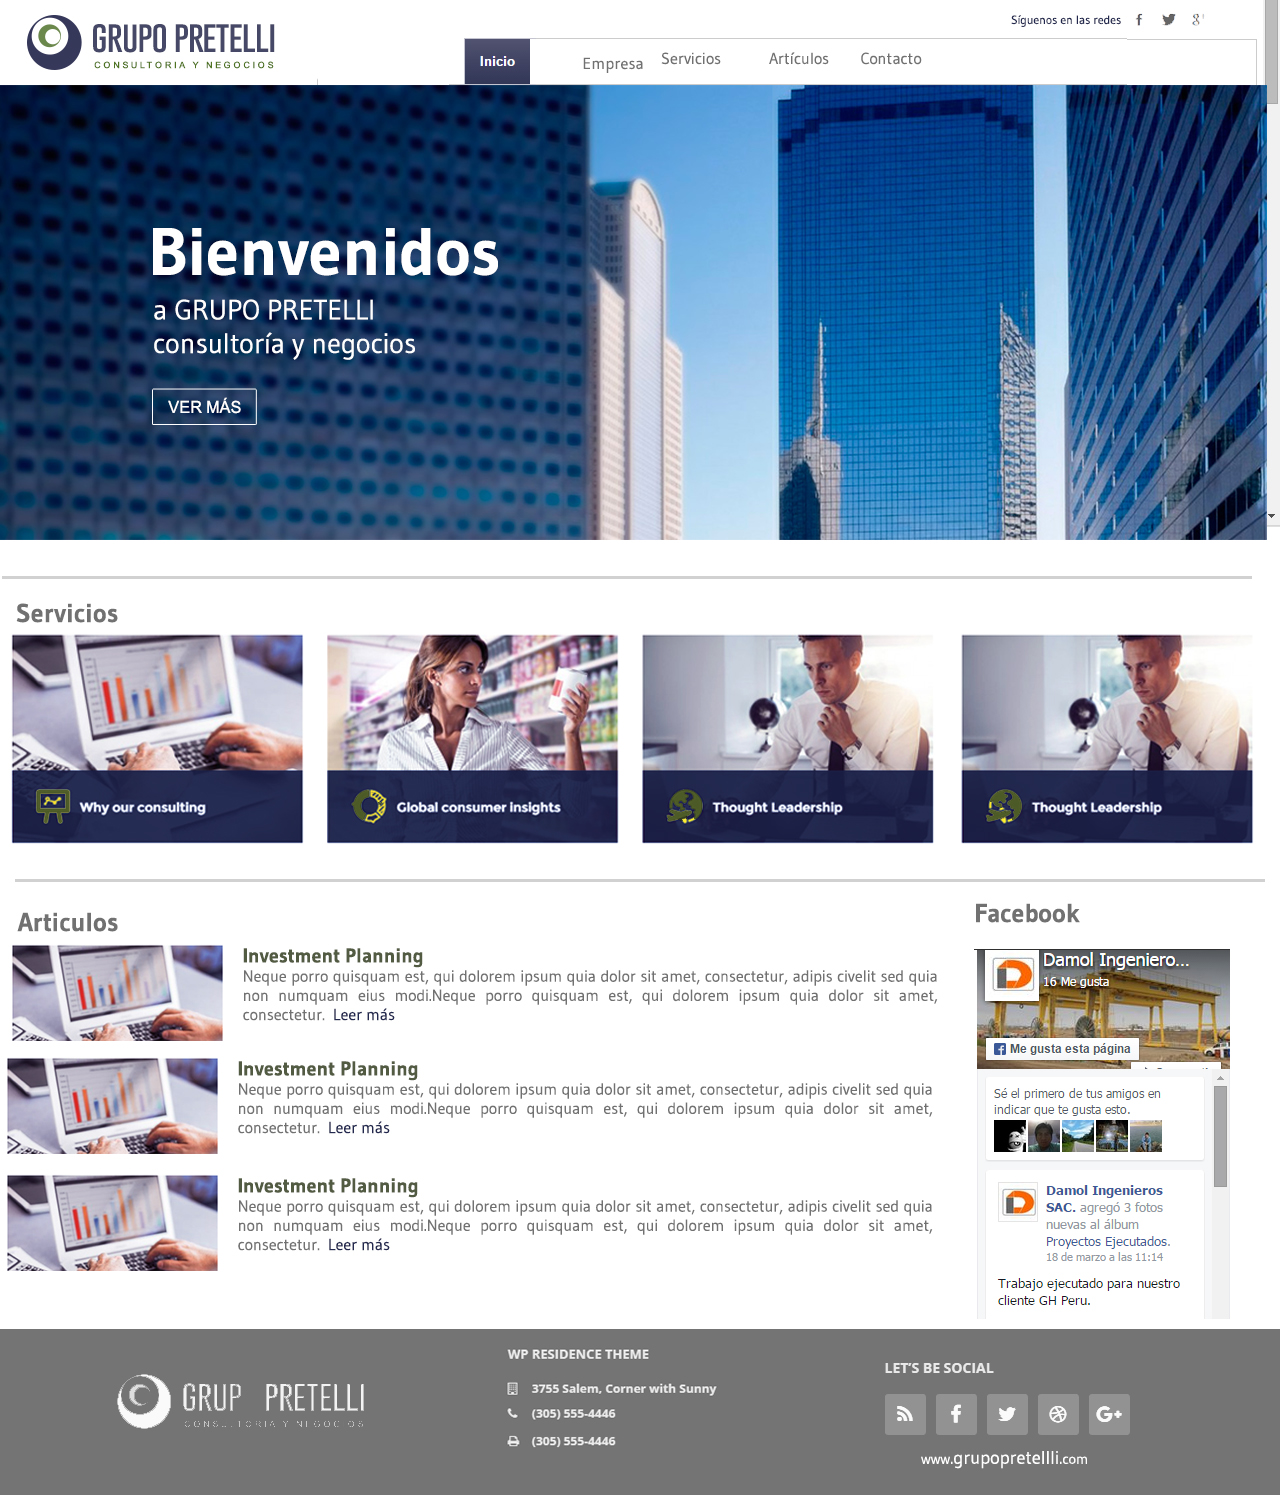 GRUPO PRETELLI
CONSULTORIA Y NEGOCIOS
Síguenos en las redes
Inicio
Empresa
Servicios
Artículos
Contacto
Bienvenidos
a GRUPO PRETELLI
consultoría y negocios
VER MÁS
Servicios
Why our consulting
Global consumer insights
Thought Leadership
Thought Leadership
Articulos
Investment Planning
Neque porro quisquam est, qui dolorem ipsum quia dolor sit amet, consectetur, adipis civelit sed quia
non numquam eius modi.Neque porro quisquam est, qui dolorem ipsum quia dolor sit amet,
consectetur. Leer más
Investment Planning
Neque porro quisquam est, qui dolorem ipsum quia dolor sit amet, consectetur, adipis civelit sed quia
non numquam eius modi.Neque porro quisquam est, qui dolorem ipsum quia dolor sit amet,
consectetur. Leer más
Investment Planning
Neque porro quisquam est, qui dolorem ipsum quia dolor sit amet, consectetur, adipis civelit sed quia
non numquam eius modi.Neque porro quisquam est, qui dolorem ipsum quia dolor sit amet,
consectetur. Leer más
Facebook
Damol Ingeniero...
16 Me gusta
Me gusta esta página
Sé el primero de tus amigos en
indicar que te gusta esto.
Damol Ingenieros
SAC. agregó 3 fotos
nuevas al álbum
Proyectos Ejecutados.
18 de marzo a las 11:14
Trabajo ejecutado para nuestro
cliente GH Peru.
GRUP PRETELLI
CONSULTORIA Y NEGOCIOS
WP RESIDENCE THEME
3755 Salem, Corner with Sunny
(305) 555-4446
(305) 555-4446
LET'S BE SOCIAL
www.grupopretellli.com